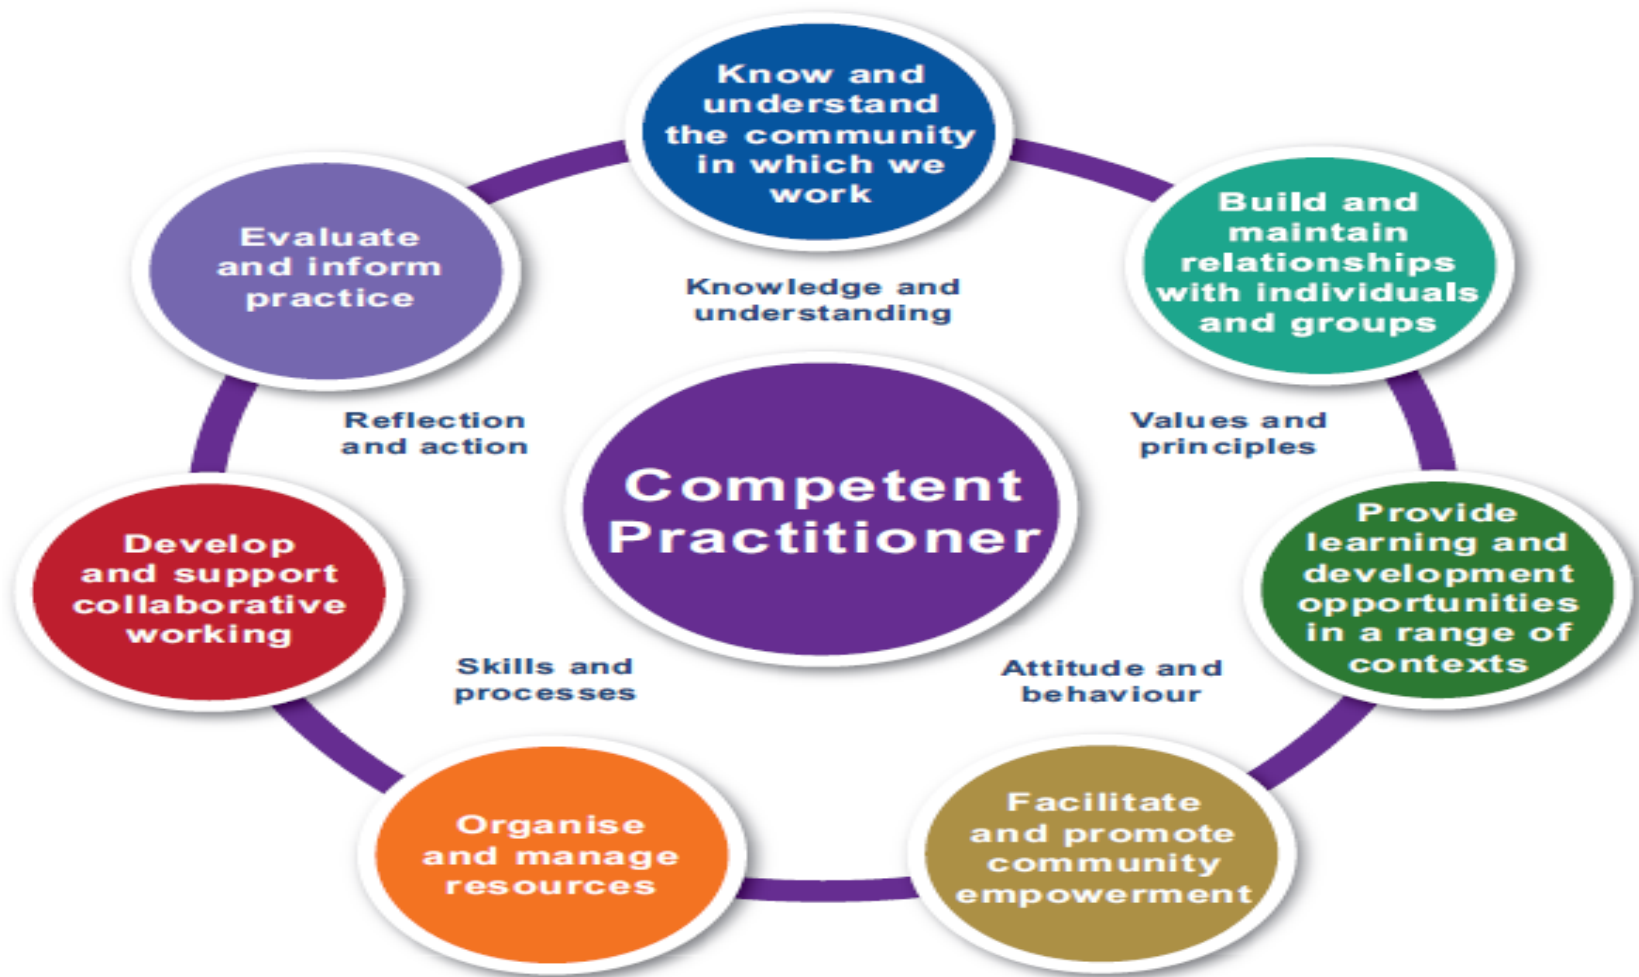 Know and
understand
the community
in which we
work
Build and
maintain
relationships
with individuals
and groups
Provide
learning and
development
opportunities
in a range of
contexts
Facilitate
and promote
community
empowerment
Organise
and manage
resources
Develop
and support
collaborative
working
Evaluate
and inform
practice
Knowledge and
understanding
Values and
principles
Attitude and
behaviour
Skills and
processes
Reflection
and action
Competent
Practitioner